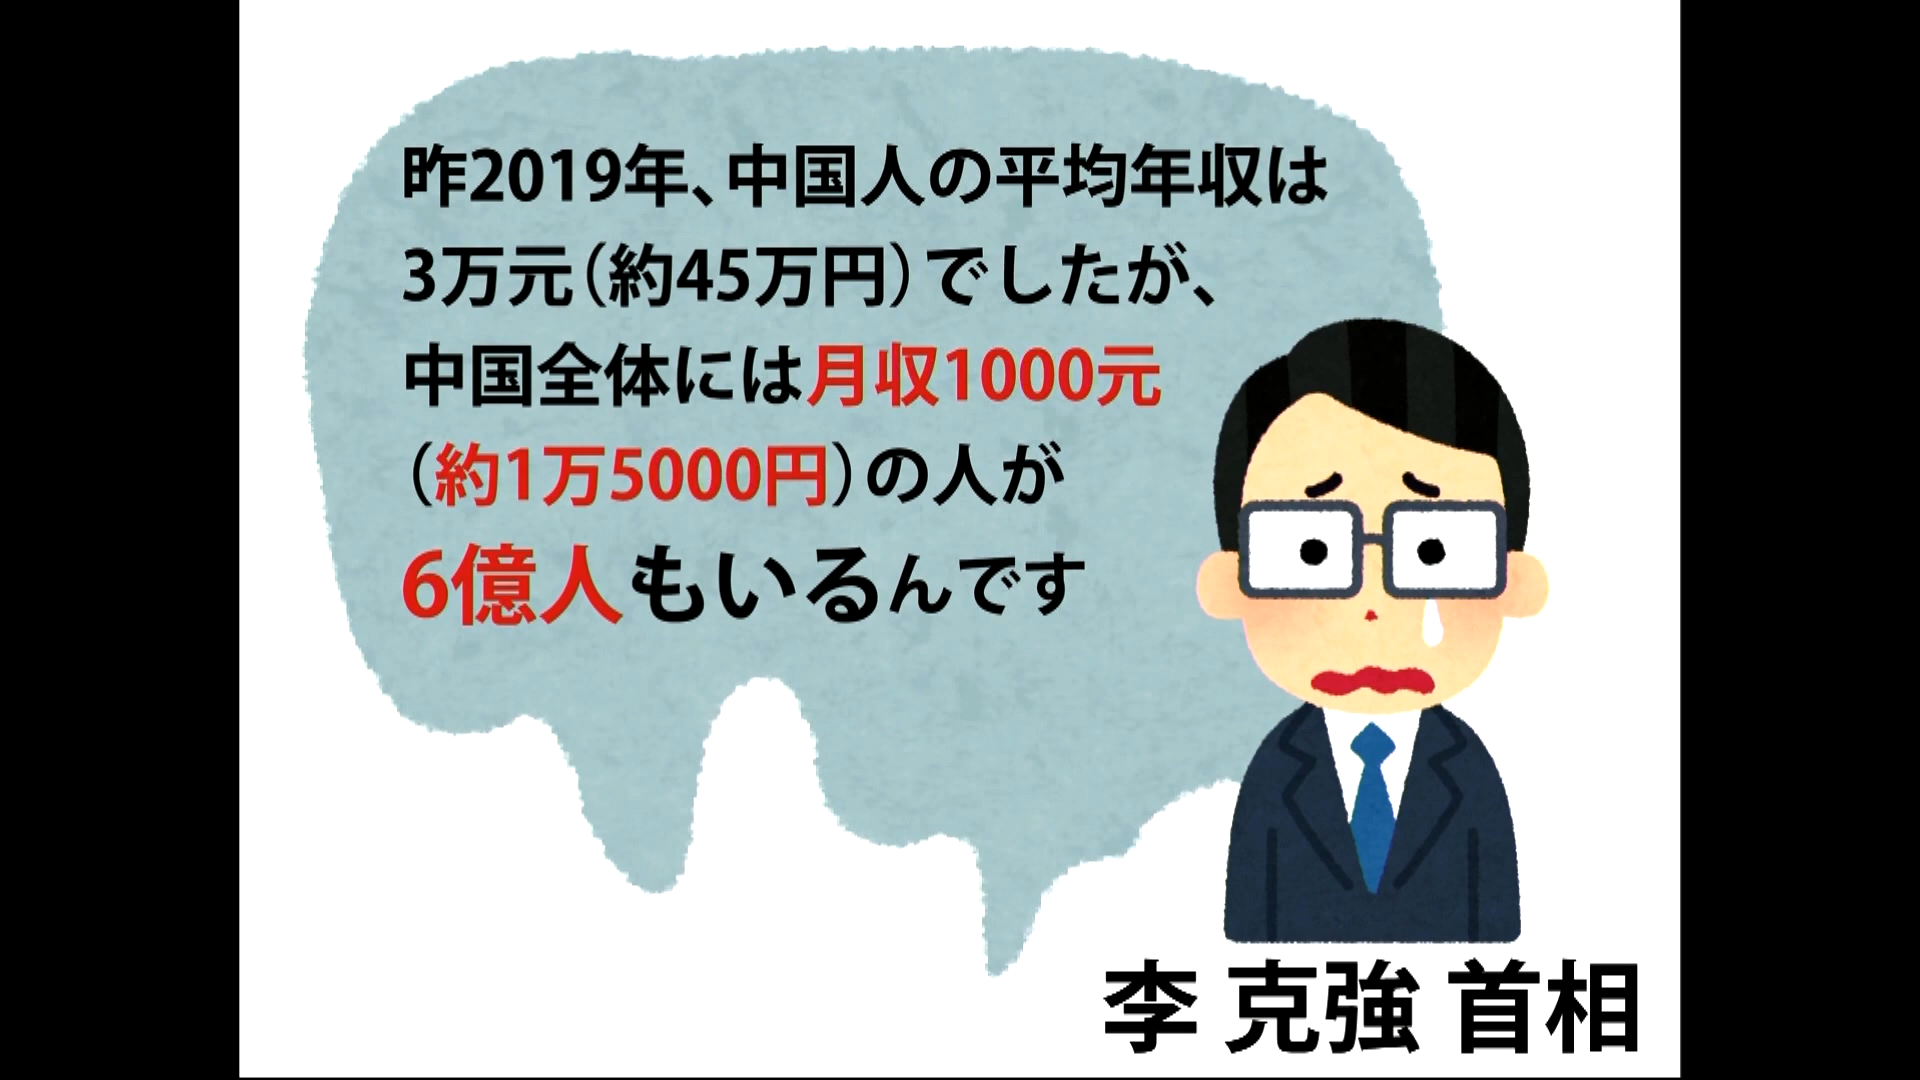 昨2019年、中国人の平均年収は
3万元（約45万円）でしたが、
中国全体には月収1000元
（約1万5000円）の人が
6億人もいるんです
李 克強 首相